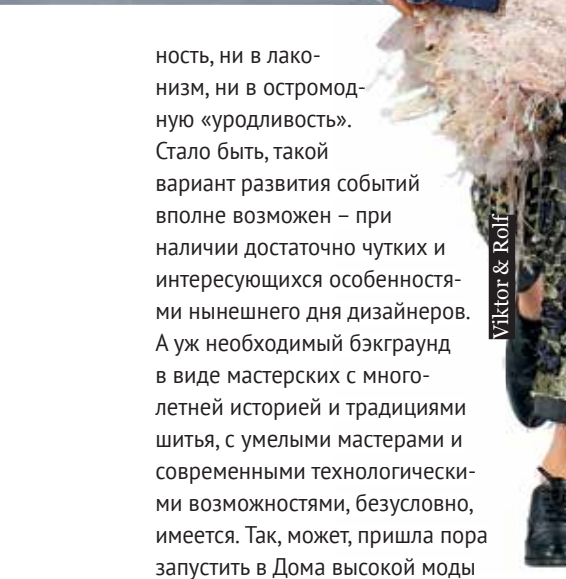 ность, ни в лако-
низм, ни в остромод-
ную «уродливость».
Стало быть, такой
вариант развития событий
вполне возможен – при
наличии достаточно чутких и
интересующихся особенностя-
ми нынешнего дня дизайнеров.
А уж необходимый бэкграунд
в виде мастерских с много-
летней историей и традициями
шитья, с умелыми мастерами и
современными технологически-
ми возможностями, безусловно,
имеется. Так, может, пришла пора
запустить в Дома высокой моды
Viktor & Rolf